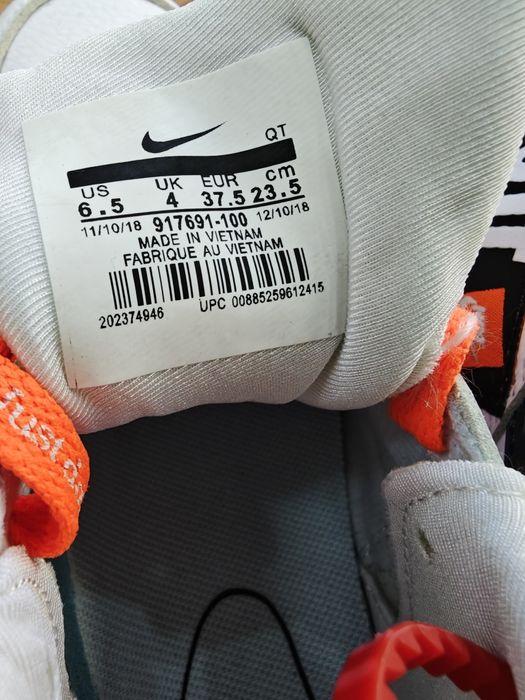 QT
US UK EUR cm
6.5 4 37.5 23.5
11/10/18 917691-100 12/10/18
MADE IN VIETNAM
FABRIQUE AU VIETNAM
202374946 UPC 00885259612415
Just